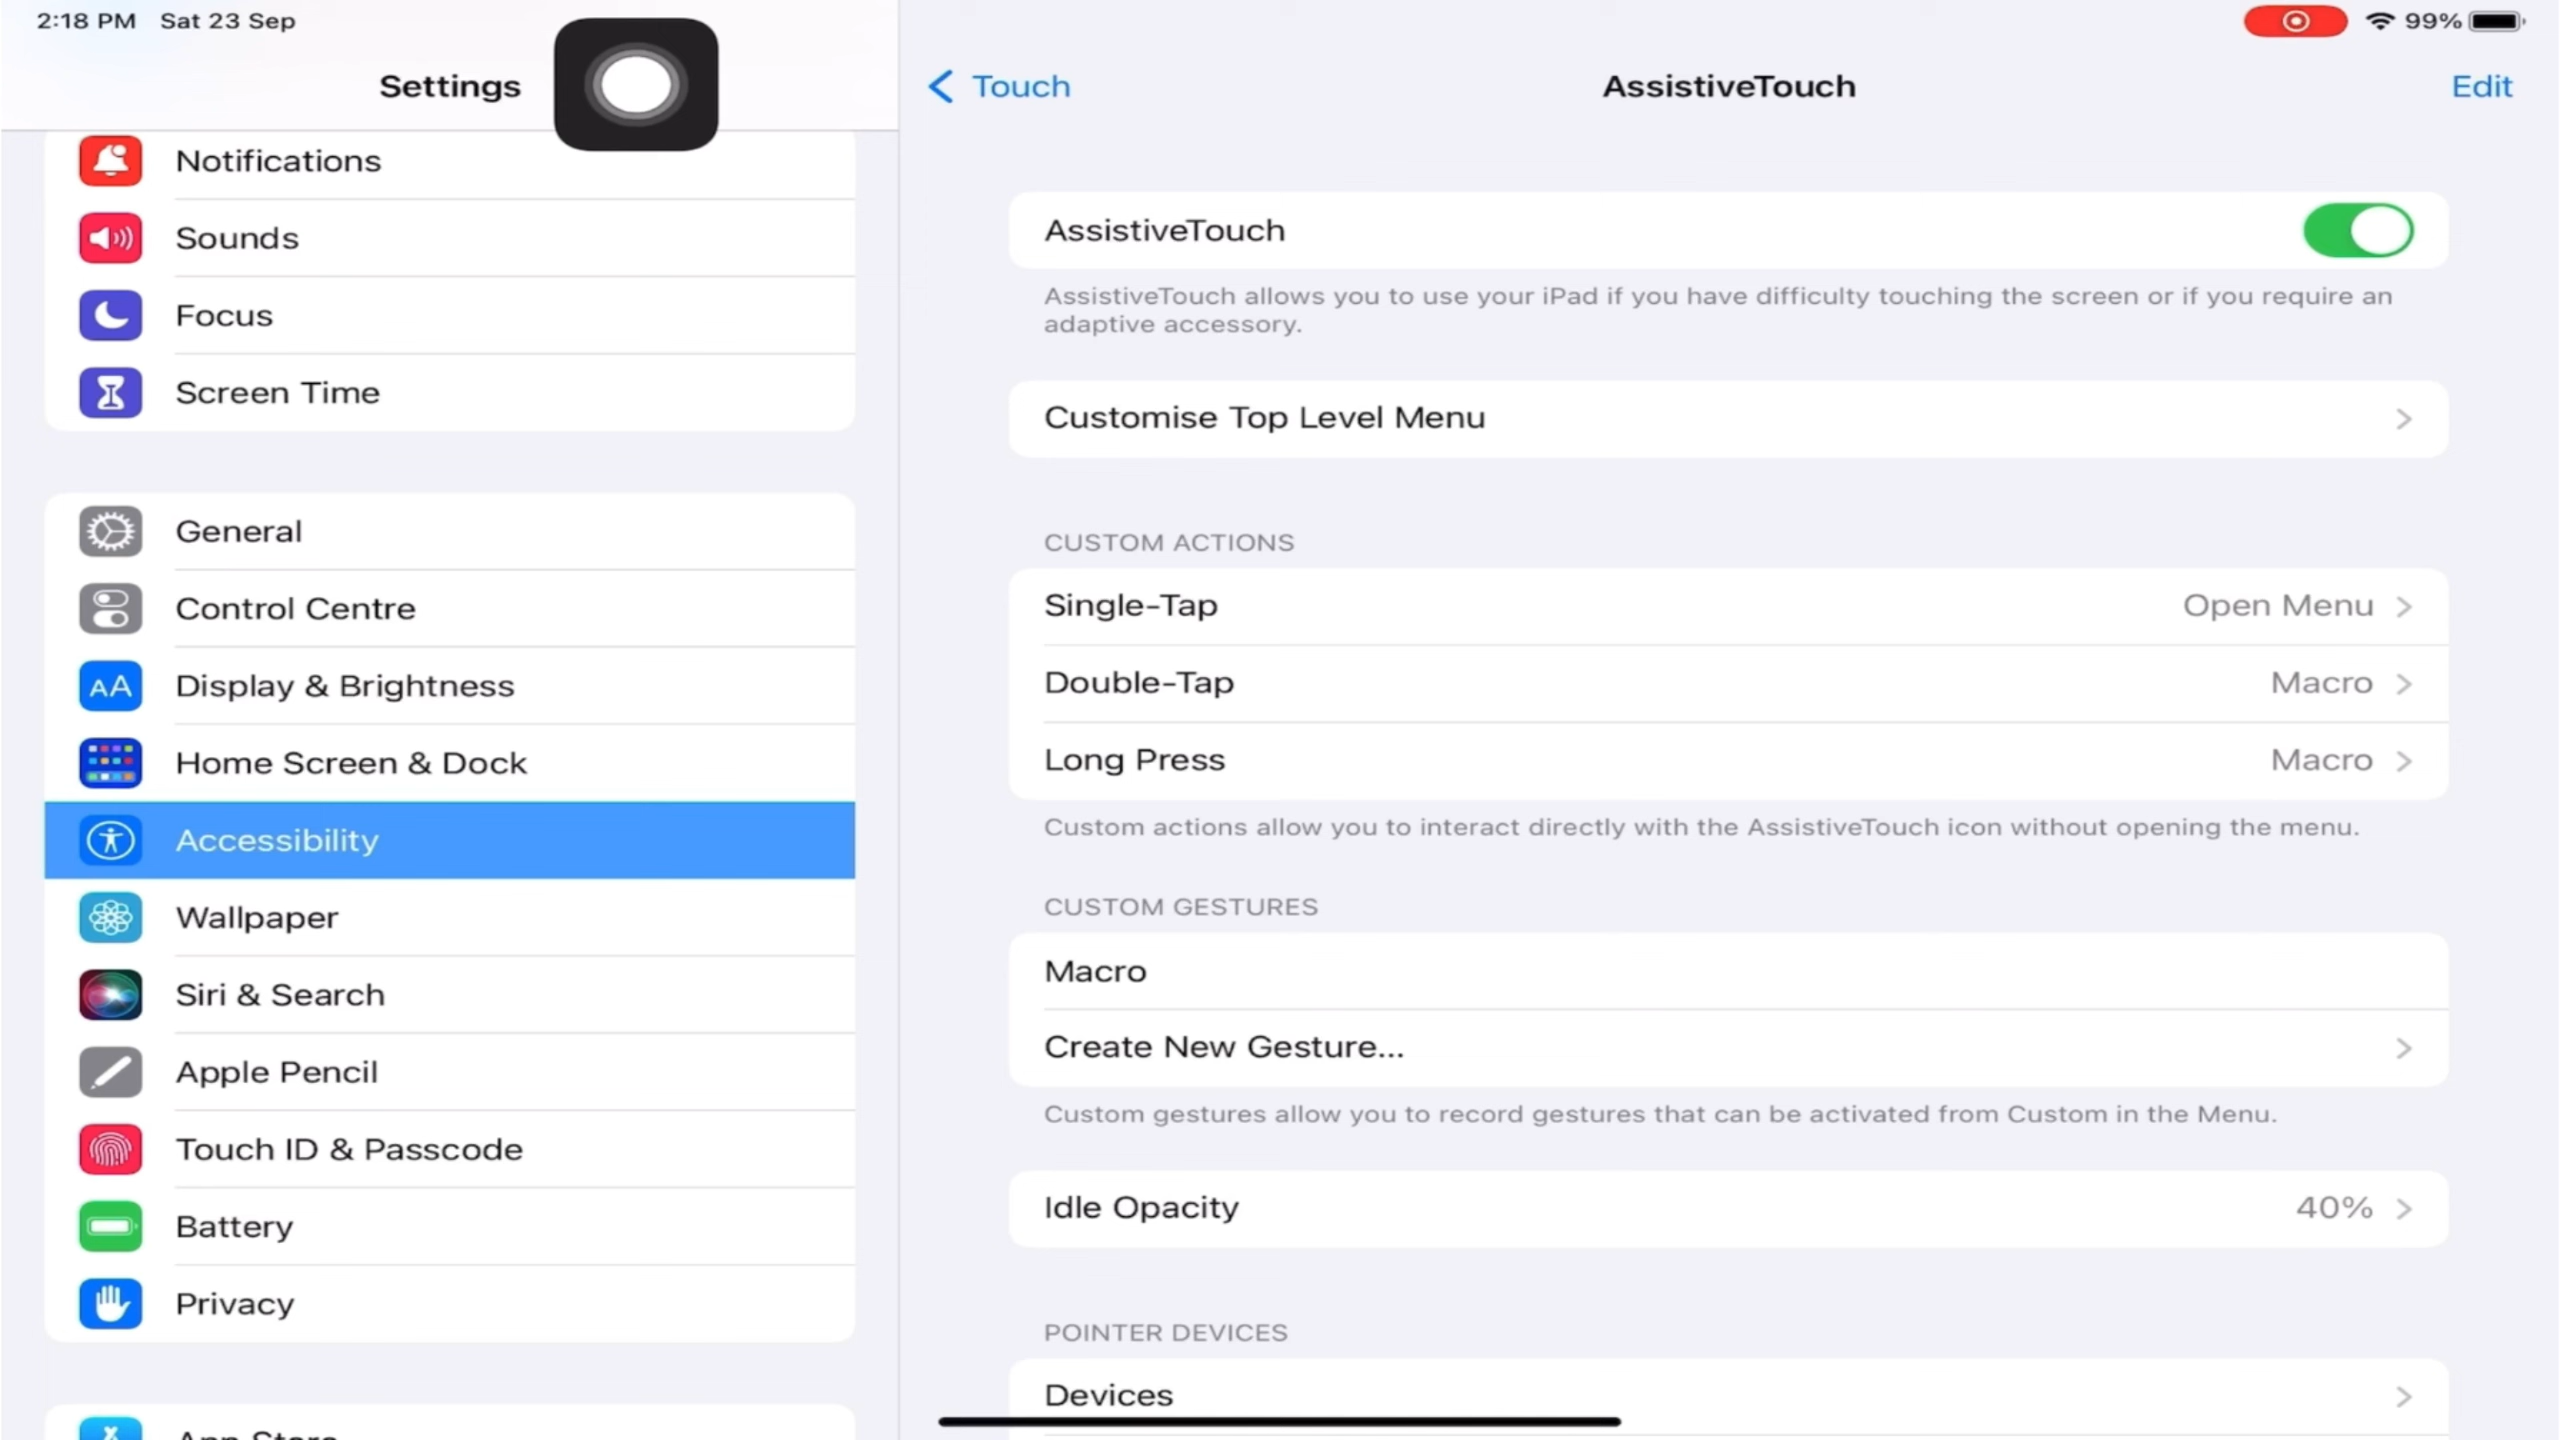 2:18 PM Sat 23 Sep
99%
Settings
Notifications
Sounds
Focus
Screen Time
General
Control Centre
AA Display & Brightness
Home Screen & Dock
Accessibility
Wallpaper
Siri & Search
Apple Pencil
Touch ID & Passcode
Battery
Privacy
App Store
Touch
AssistiveTouch
Edit
AssistiveTouch
AssistiveTouch allows you to use your iPad if you have difficulty touching the screen or if you require an
adaptive accessory.
Customise Top Level Menu
CUSTOM ACTIONS
Single-Tap Open Menu
Double-Tap Macro
Long Press Macro
Custom actions allow you to interact directly with the AssistiveTouch icon without opening the menu.
CUSTOM GESTURES
Macro
Create New Gesture...
Custom gestures allow you to record gestures that can be activated from Custom in the Menu.
Idle Opacity 40%
POINTER DEVICES
Devices